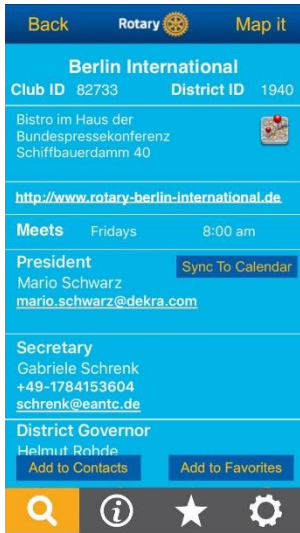 Back Rotary Map it
Berlin International
Club ID 82733 District ID 1940
Bistro im Haus der
Bundespressekonferenz
Schiffbauerdamm 40
http://www.rotary-berlin-international.de
Meets Fridays 8:00 am
President
Sync To Calendar
Mario Schwarz
mario.schwarz@dekra.com
Secretary
Gabriele Schrenk
+49-1784153604
schrenk@eantc.de
District Governor
Helmut Rohde
Add to Contacts Add to Favorites